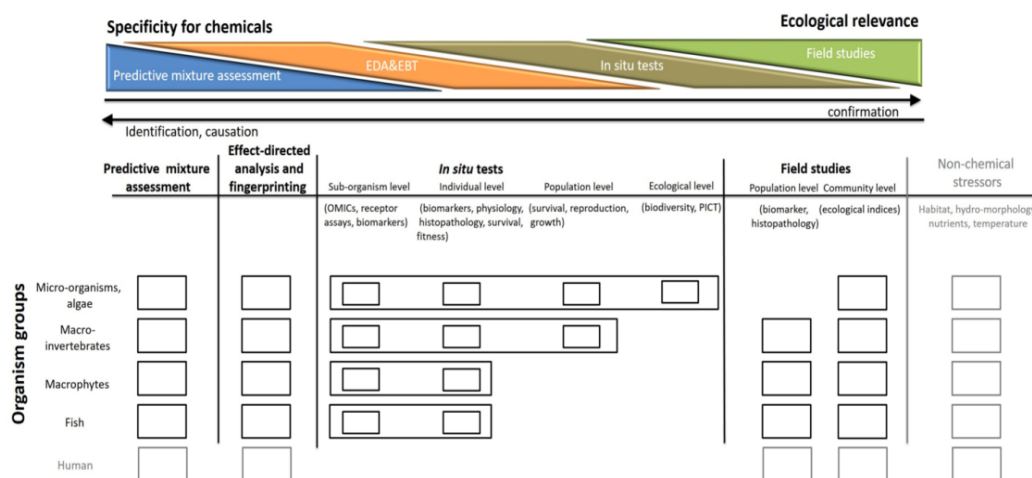 Specificity for chemicals
Ecological relevance
Predictive mixture assessment
EDA&EBT
In situ tests
Field studies
confirmation
Identification, causation
Predictive mixture
assessment
Effect-directed
analysis and
fingerprinting
In situ tests
Sub-organism level
Individual level
Population level
Ecological level
(OMICs, receptor
assays, biomarkers)
(biomarkers, physiology,
histopathology, survival,
fitness)
(survival, reproduction,
growth)
(biodiversity, PICT)
Field studies
Population level
Community level
(biomarker,
histopathology)
(ecological indices)
Non-chemical
stressors
Habitat, hydro-morphology
nutrients, temperature
Organism groups
Micro-organisms,
algae
Macro-
invertebrates
Macrophytes
Fish
Human